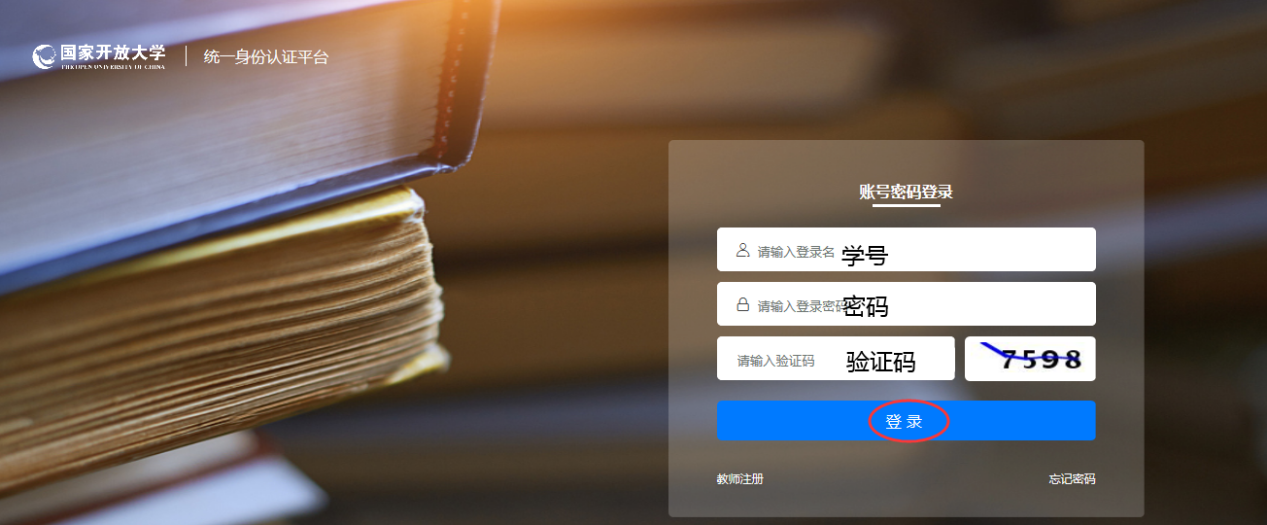 国家开放大学
THE OPEN UNIVERSITY OF CHINA
统一身份认证平台
账号密码登录
请输入登录名 学号
请输入登录密码 密码
请输入验证码 验证码 7598
登 录
教师注册 忘记密码